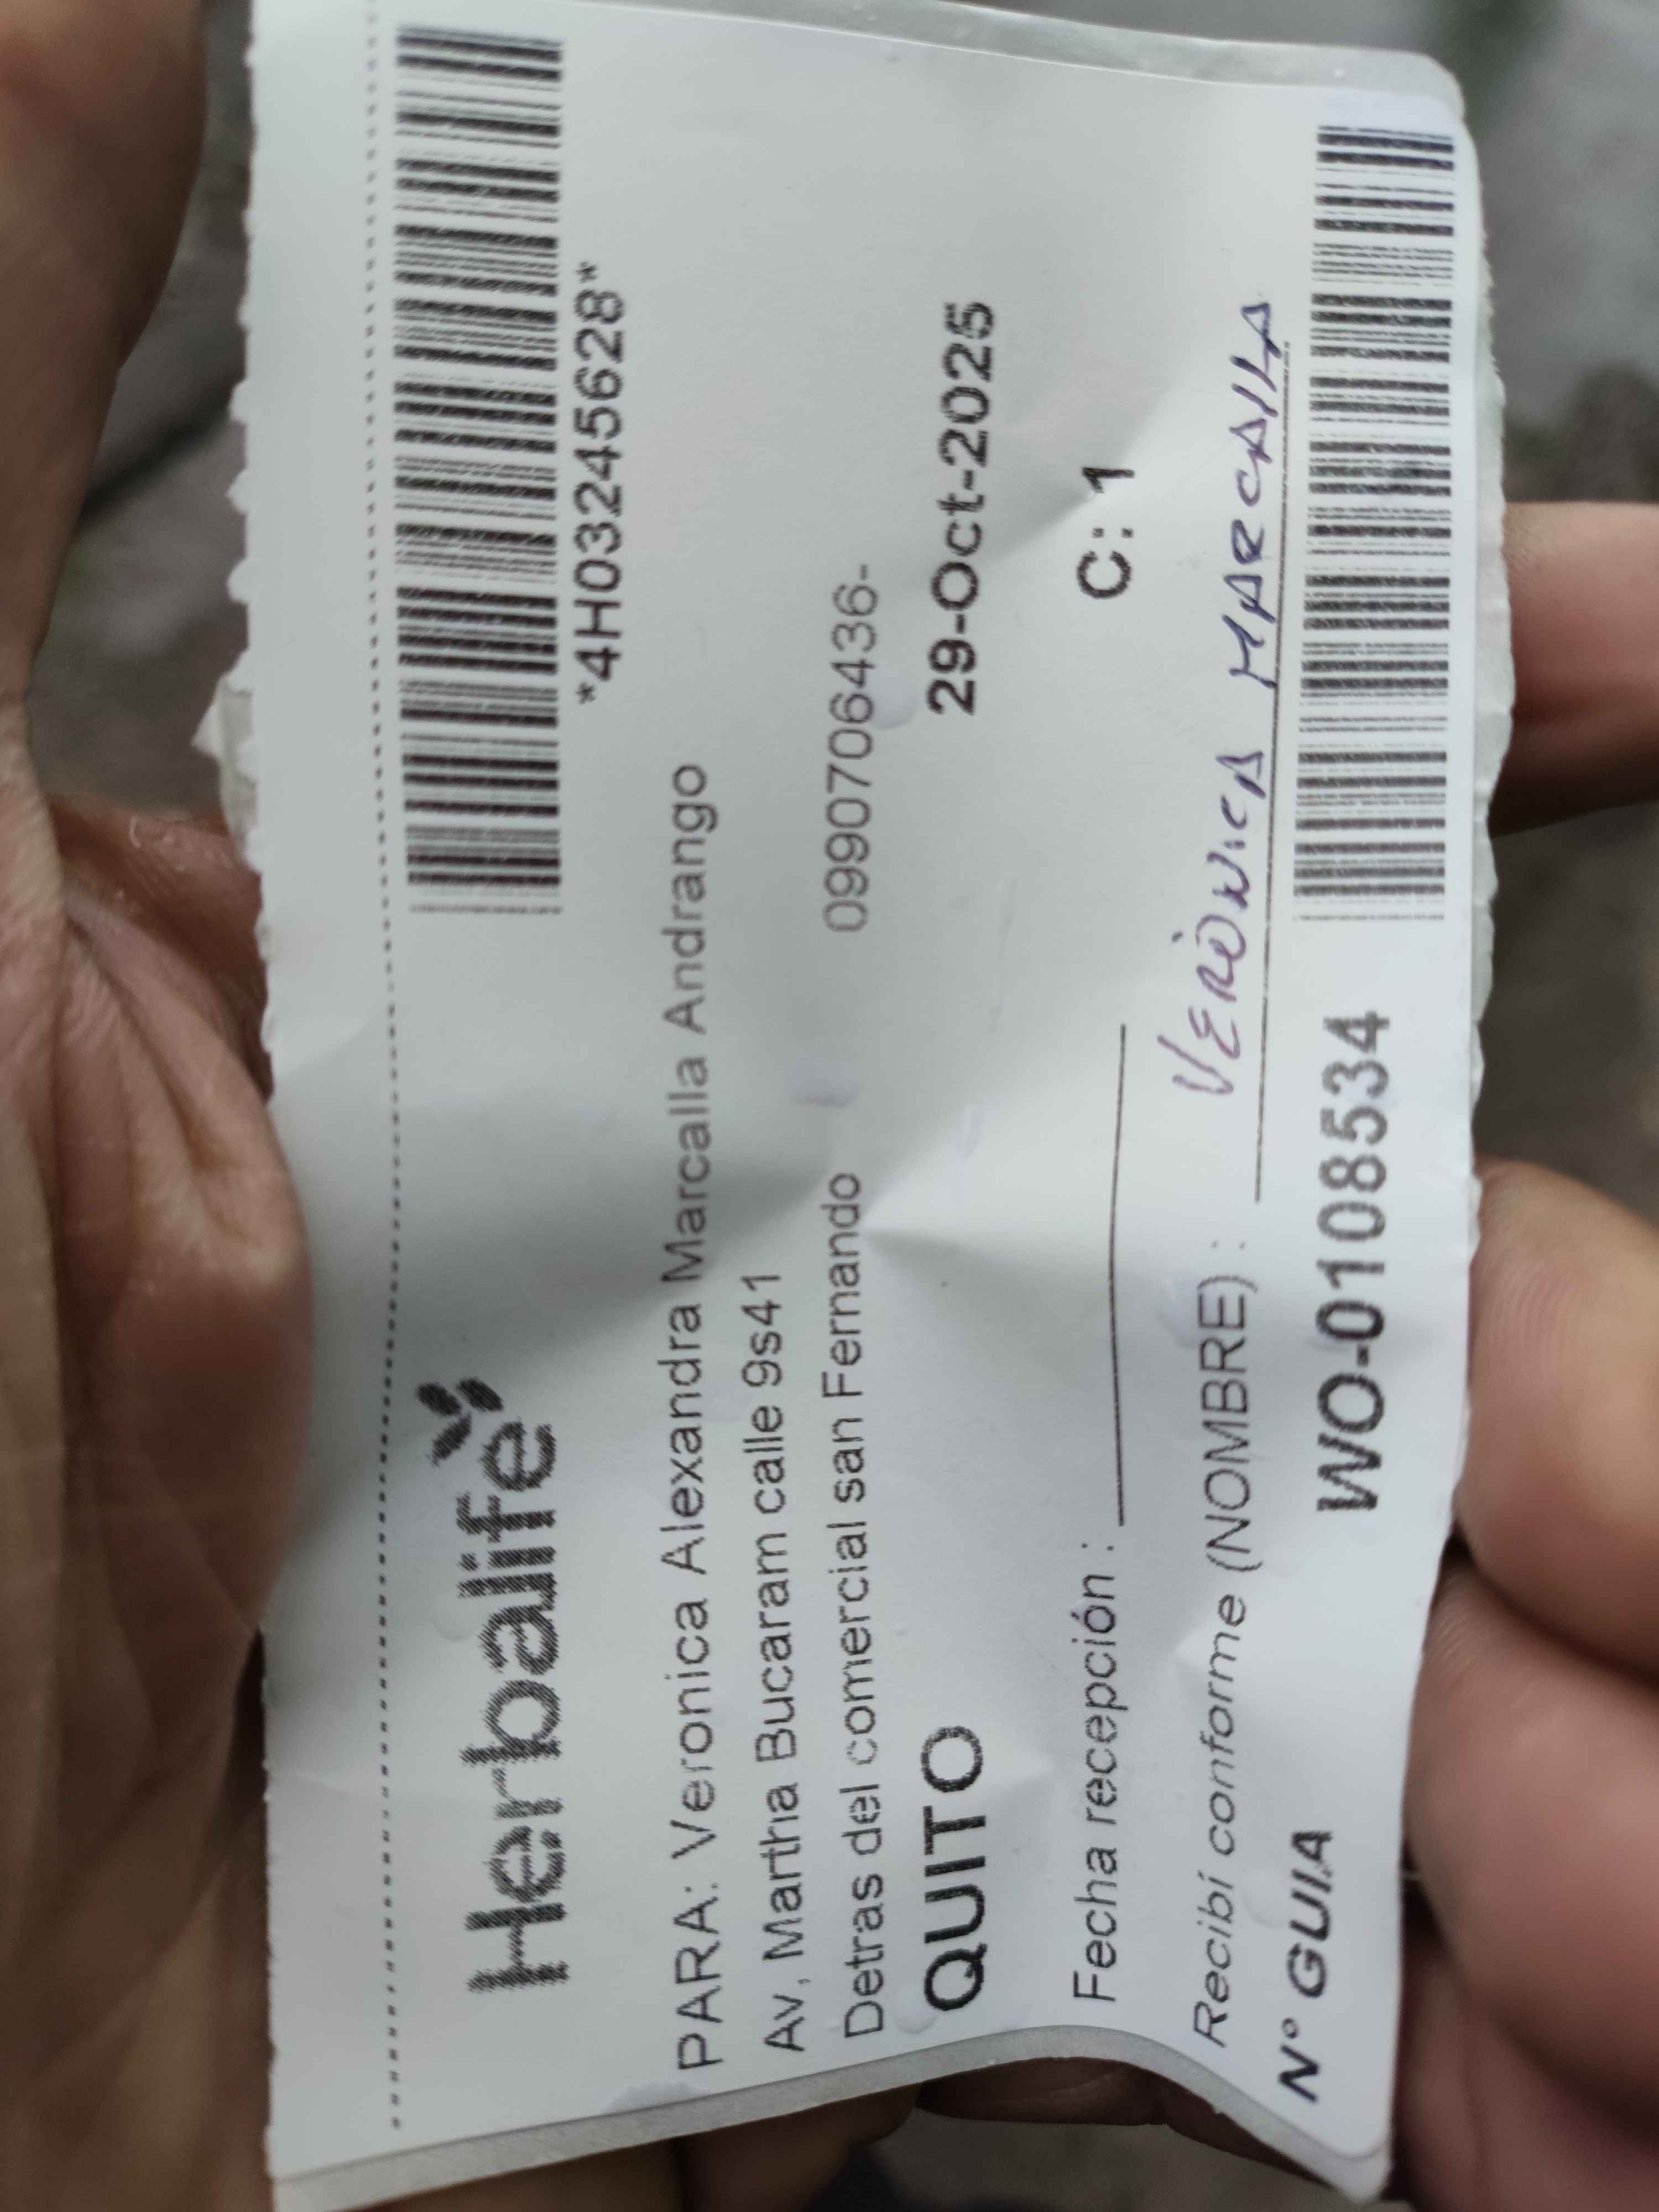 Herbalife
*4H03245628*
PARA: Veronica Alexandra Marcalla Andrango
Av, Martha Bucaram calle 9s41
Detras del comercial san Fernando 0990706436-
QUITO 29-Oct-2025
Fecha recepción : C: 1
Recibí conforme (NOMBRE) : VERÓNICA MARCALLA
N° GUIA WO-0108534